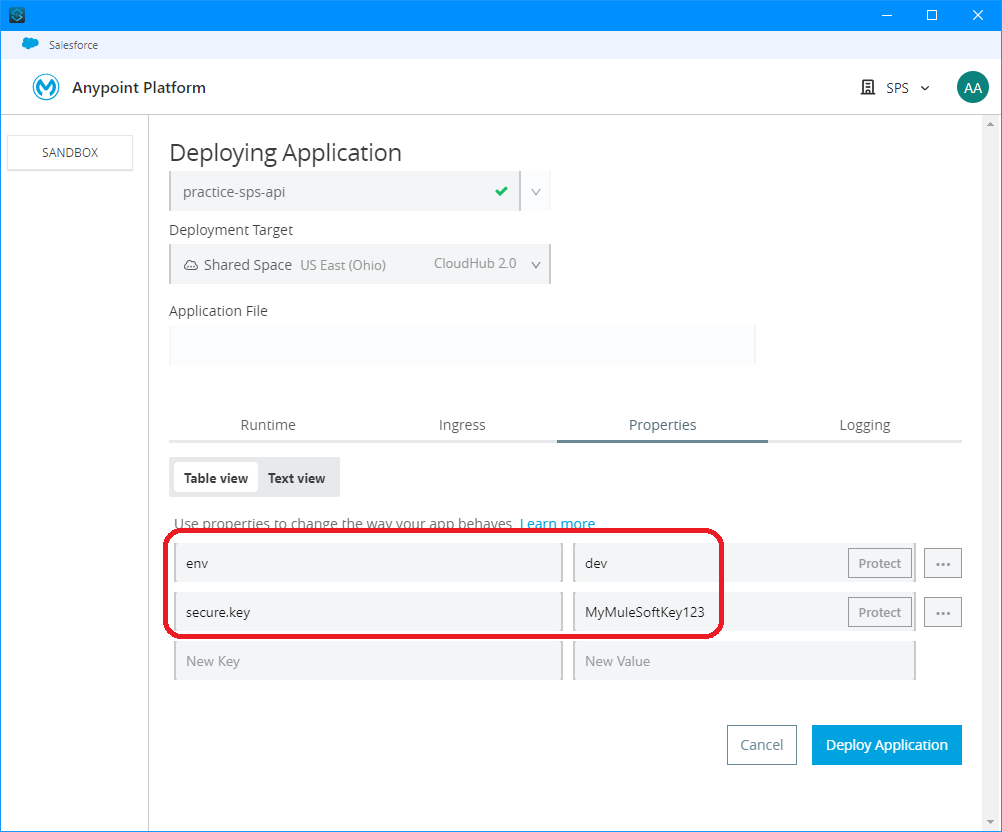 Salesforce
Anypoint Platform
SPS
AA
SANDBOX
Deploying Application
practice-sps-api
Deployment Target
Shared Space US East (Ohio) CloudHub 2.0
Application File
Runtime Ingress Properties Logging
Table view Text view
Use properties to change the way your app behaves. Learn more
env dev Protect ...
secure.key MyMuleSoftKey123 Protect ...
New Key New Value
Cancel Deploy Application